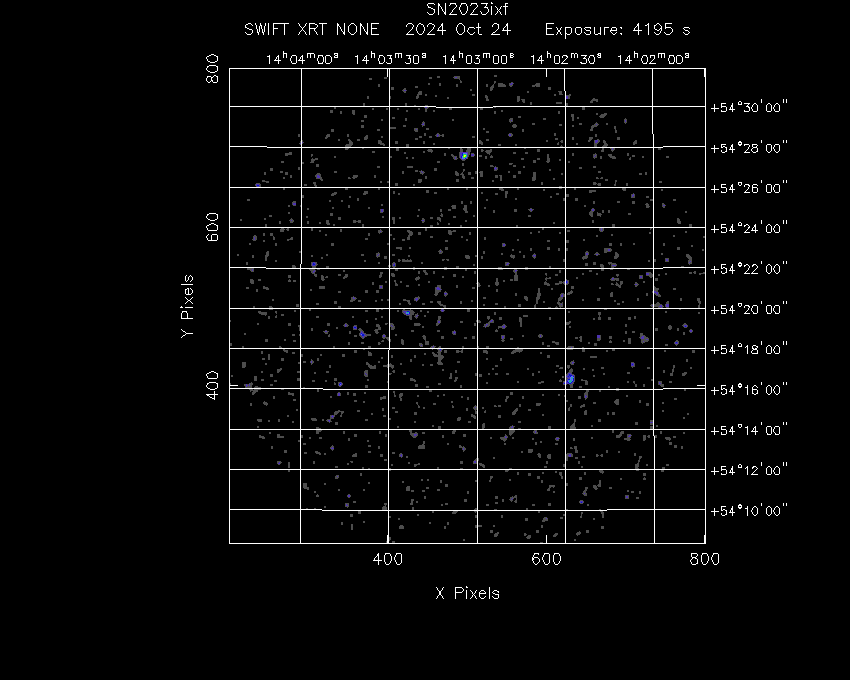 SN2023ixf
SWIFT XRT NONE 2024 Oct 24 Exposure: 4195 s
14ʰ04ᵐ00ˢ 14ʰ03ᵐ30ˢ 14ʰ03ᵐ00ˢ 14ʰ02ᵐ30ˢ 14ʰ02ᵐ00ˢ
800
+54°30'00"
+54°28'00"
+54°26'00"
600
+54°24'00"
+54°22'00"
Y Pixels
+54°20'00"
+54°18'00"
400
+54°16'00"
+54°14'00"
+54°12'00"
+54°10'00"
400 600 800
X Pixels